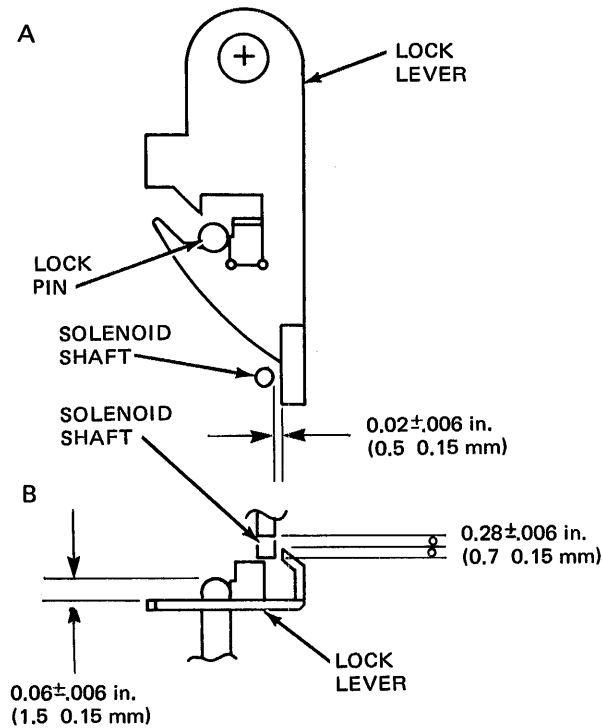 A
LOCK
LEVER
LOCK
PIN
SOLENOID
SHAFT
SOLENOID
SHAFT
0.02±.006 in.
(0.5 0.15 mm)
B
0.28±.006 in.
(0.7 0.15 mm)
LOCK
LEVER
0.06±.006 in.
(1.5 0.15 mm)